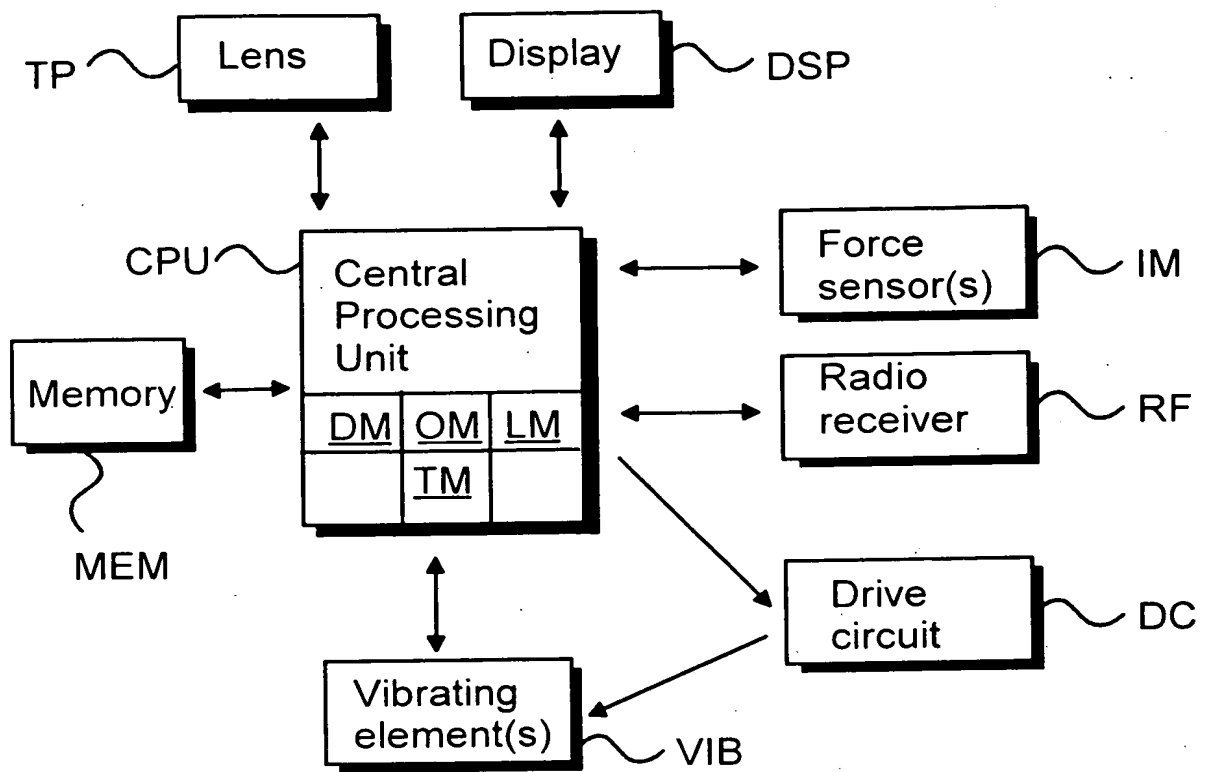 TP
Lens
Display
DSP
CPU
Central
Processing
Unit
Force
sensor(s)
IM
Memory
MEM
DM OM LM
TM
Radio
receiver
RF
Drive
circuit
DC
Vibrating
element(s)
VIB